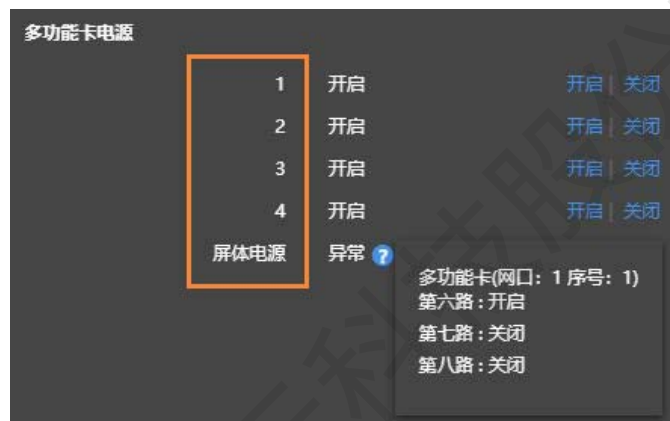 多功能卡电源
1 开启 开启 | 关闭
2 开启 开启 | 关闭
3 开启 开启 | 关闭
4 开启 开启 | 关闭
屏体电源 异常 ?
多功能卡(网口: 1 序号: 1)
第六路 : 开启
第七路 : 关闭
第八路 : 关闭